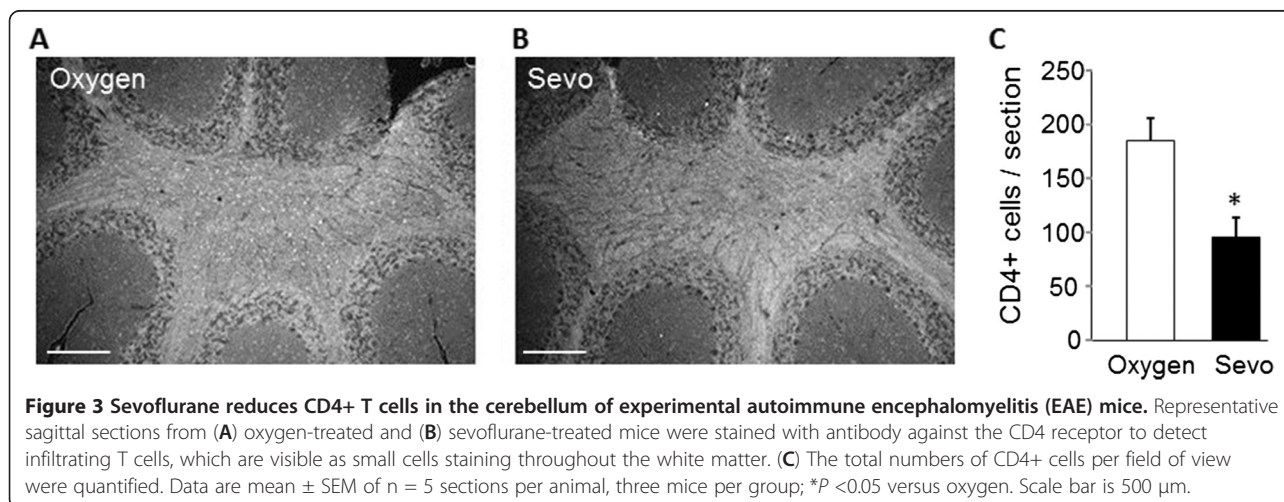 A
B
C
Oxygen
Sevo
CD4+ cells / section
250
200
150
100
50
0
*
Oxygen Sevo
Figure 3 Sevoflurane reduces CD4+ T cells in the cerebellum of experimental autoimmune encephalomyelitis (EAE) mice. Representative
sagittal sections from (A) oxygen-treated and (B) sevoflurane-treated mice were stained with antibody against the CD4 receptor to detect
infiltrating T cells, which are visible as small cells staining throughout the white matter. (C) The total numbers of CD4+ cells per field of view
were quantified. Data are mean ± SEM of n = 5 sections per animal, three mice per group; *P <0.05 versus oxygen. Scale bar is 500 μm.